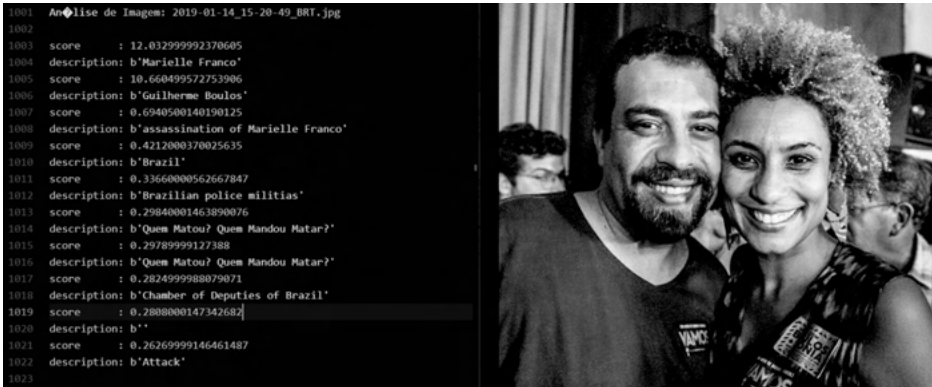 1001 An�lise de Imagem: 2019-01-14_15-20-49_BRT.jpg
1002
1003 score : 12.032999992370605
1004 description: b'Marielle Franco'
1005 score : 10.660499572753906
1006 description: b'Guilherme Boulos'
1007 score : 0.6940500140190125
1008 description: b'assassination of Marielle Franco'
1009 score : 0.4212000370025635
1010 description: b'Brazil'
1011 score : 0.33660000562667847
1012 description: b'Brazilian police militias'
1013 score : 0.29840001463890076
1014 description: b'Quem Matou? Quem Mandou Matar?'
1015 score : 0.29789999127388
1016 description: b'Quem Matou? Quem Mandou Matar?'
1017 score : 0.2824999988079071
1018 description: b'Chamber of Deputies of Brazil'
1019 score : 0.2808000147342682
1020 description: b''
1021 score : 0.26269999146461487
1022 description: b'Attack'
1023
VAMOS